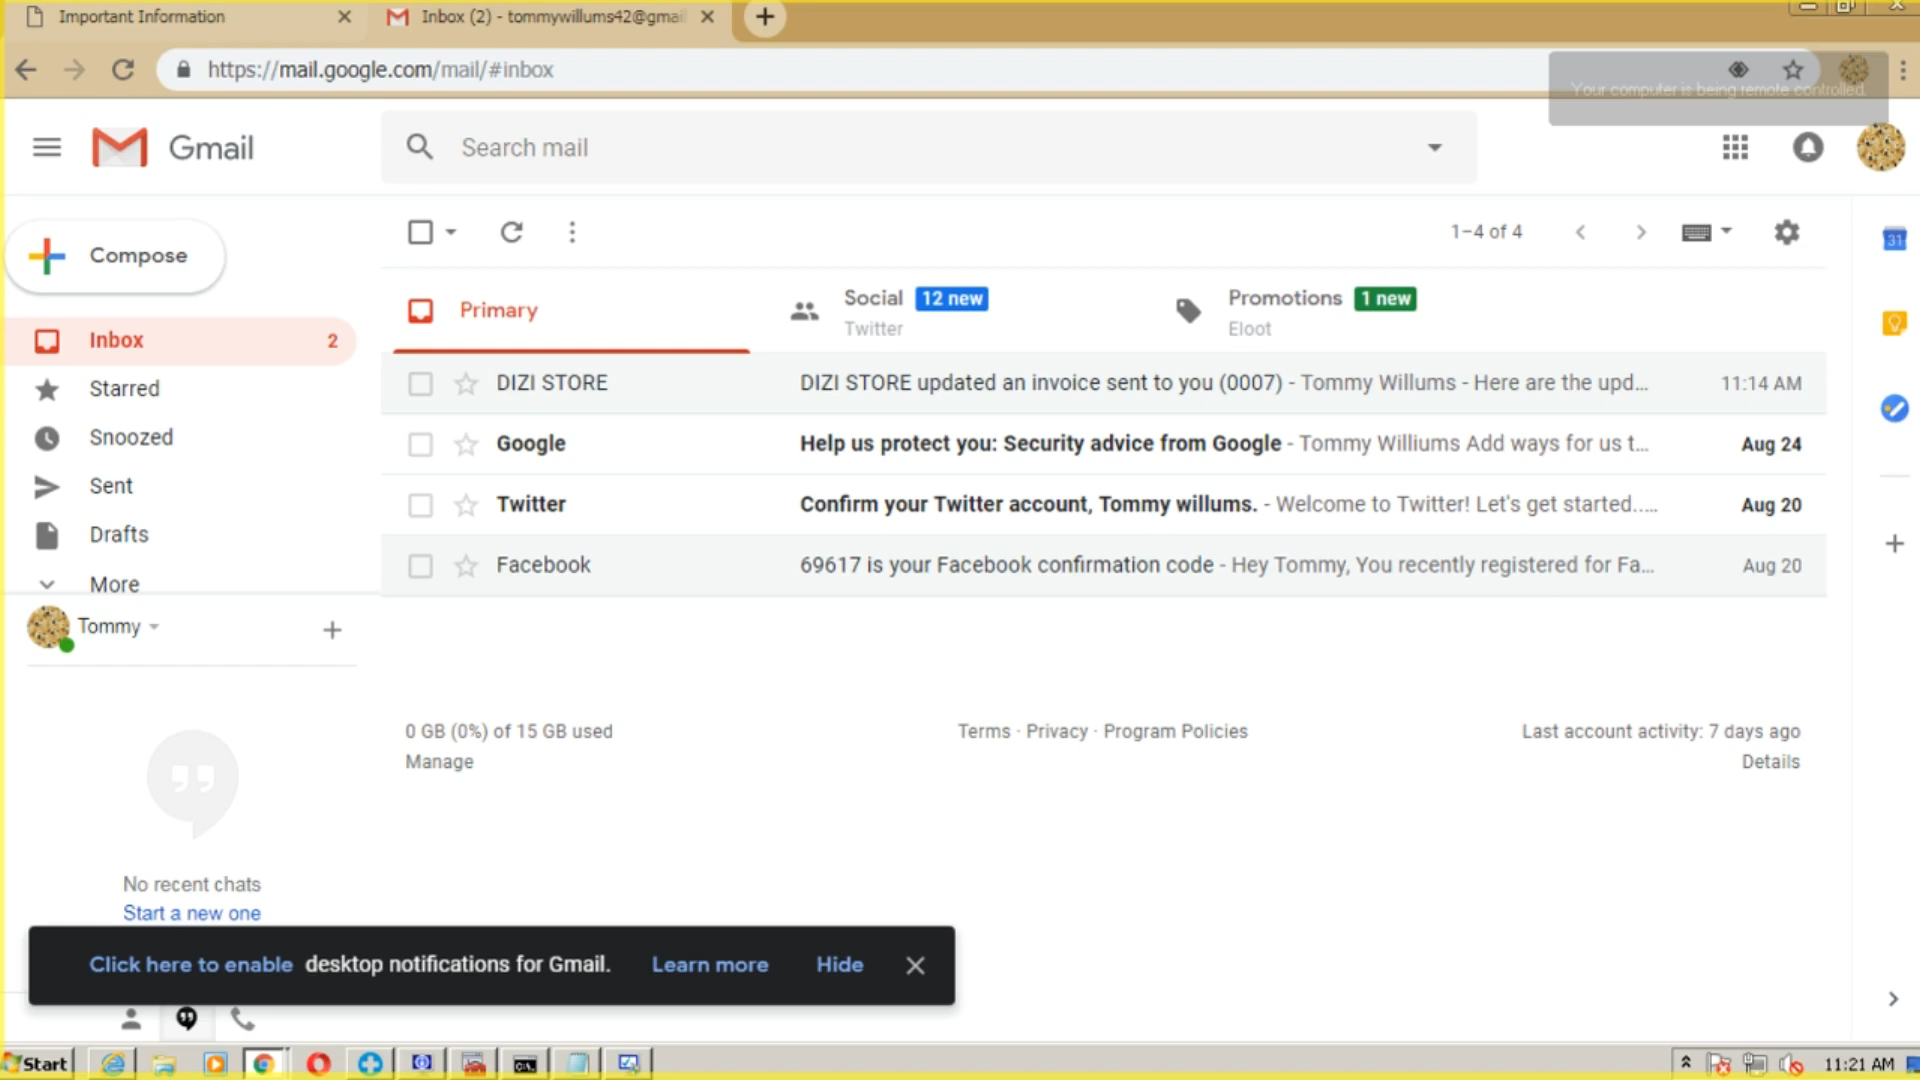 Important Information
Inbox (2) - tommywillums42@gmai
https://mail.google.com/mail/#inbox
Your computer is being remote controlled.
Gmail
Search mail
Compose
1–4 of 4
31
Primary
Social 12 new
Twitter
Promotions 1 new
Eloot
Inbox 2
Starred
Snoozed
Sent
Drafts
More
DIZI STORE DIZI STORE updated an invoice sent to you (0007) - Tommy Willums - Here are the upd... 11:14 AM
Google Help us protect you: Security advice from Google - Tommy Williums Add ways for us t... Aug 24
Twitter Confirm your Twitter account, Tommy willums. - Welcome to Twitter! Let's get started..... Aug 20
Facebook 69617 is your Facebook confirmation code - Hey Tommy, You recently registered for Fa... Aug 20
Tommy
0 GB (0%) of 15 GB used
Manage
Terms · Privacy · Program Policies
Last account activity: 7 days ago
Details
No recent chats
Start a new one
Click here to enable desktop notifications for Gmail. Learn more Hide
Start
11:21 AM